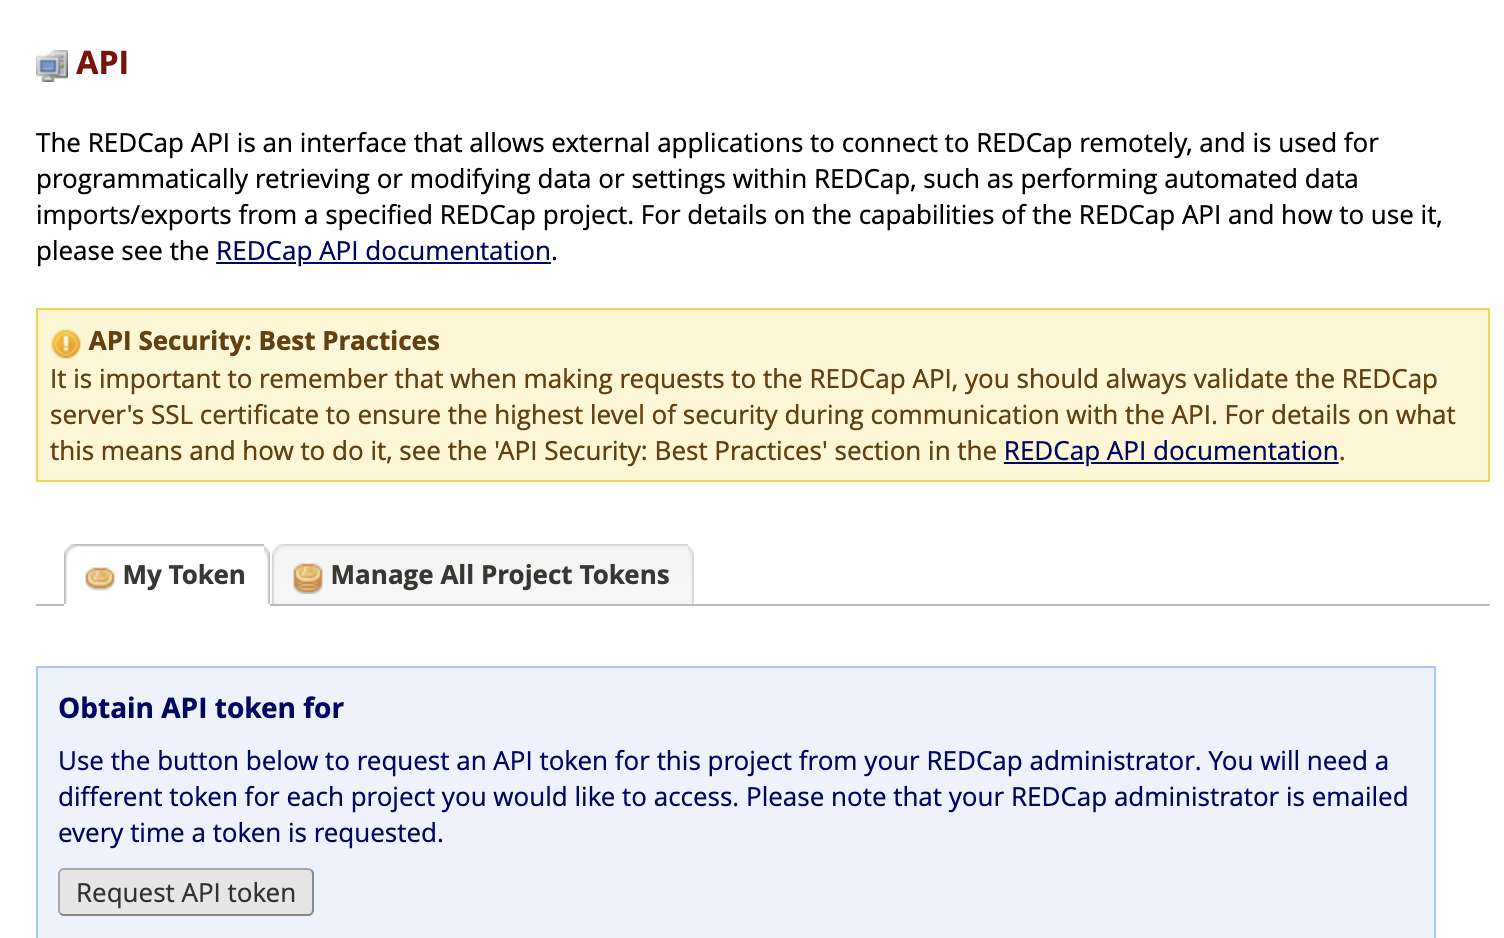 API
The REDCap API is an interface that allows external applications to connect to REDCap remotely, and is used for
programmatically retrieving or modifying data or settings within REDCap, such as performing automated data
imports/exports from a specified REDCap project. For details on the capabilities of the REDCap API and how to use it,
please see the REDCap API documentation.
API Security: Best Practices
It is important to remember that when making requests to the REDCap API, you should always validate the REDCap
server's SSL certificate to ensure the highest level of security during communication with the API. For details on what
this means and how to do it, see the 'API Security: Best Practices' section in the REDCap API documentation.
My Token Manage All Project Tokens
Obtain API token for
Use the button below to request an API token for this project from your REDCap administrator. You will need a
different token for each project you would like to access. Please note that your REDCap administrator is emailed
every time a token is requested.
Request API token